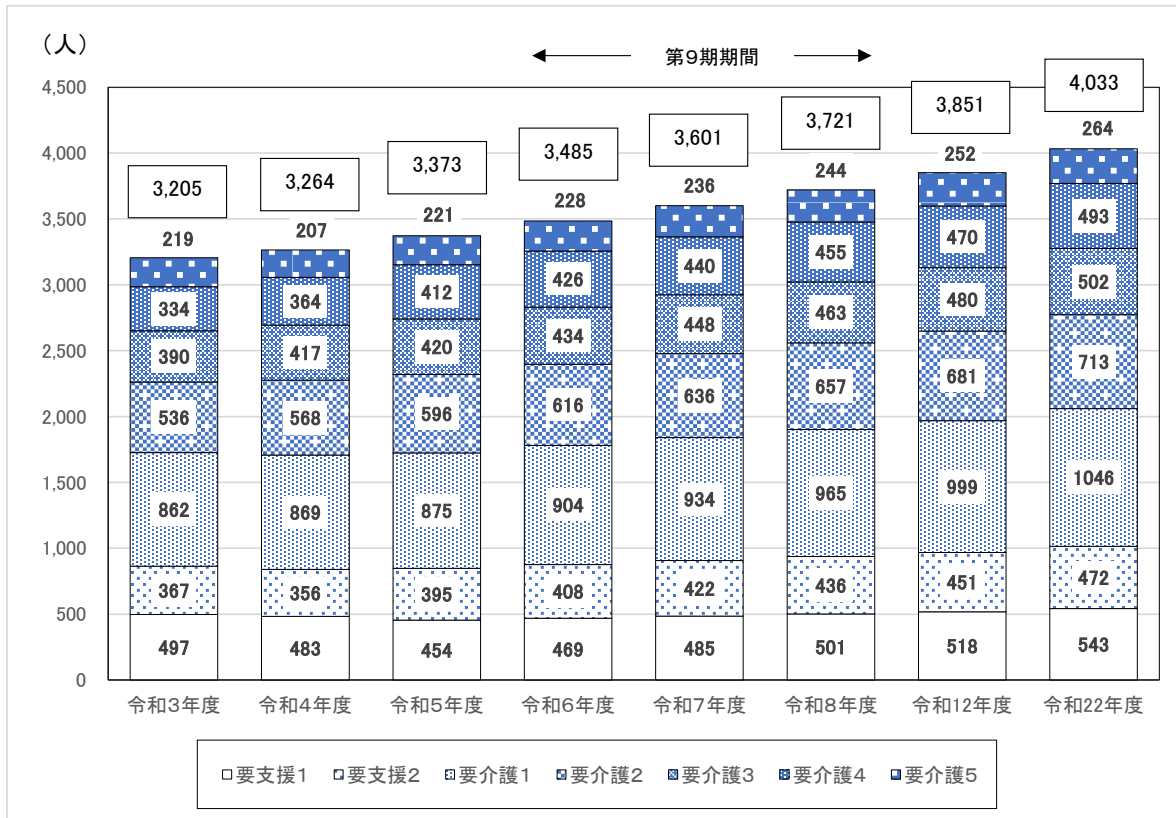 （人）
第9期期間
4,500
4,000
3,500
3,000
2,500
2,000
1,500
1,000
500
0
3,205 3,264 3,373 3,485 3,601 3,721 3,851 4,033
219 207 221 228 236 244 252 264
334 364 412 426 440 455 470 493
390 417 420 434 448 463 480 502
536 568 596 616 636 657 681 713
862 869 875 904 934 965 999 1046
367 356 395 408 422 436 451 472
497 483 454 469 485 501 518 543
令和3年度 令和4年度 令和5年度 令和6年度 令和7年度 令和8年度 令和12年度 令和22年度
要支援1 要支援2 要介護1 要介護2 要介護3 要介護4 要介護5